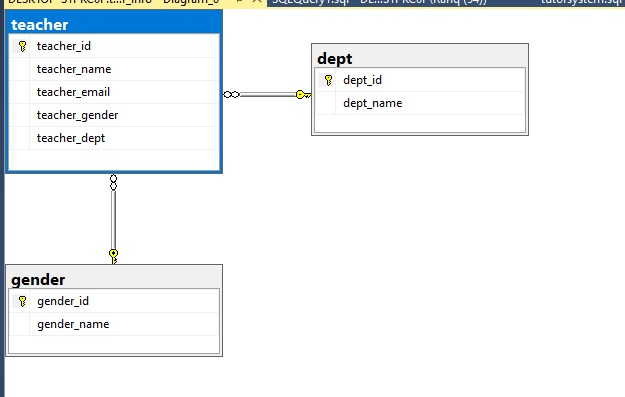 teacher
teacher_id
teacher_name
teacher_email
teacher_gender
teacher_dept
dept
dept_id
dept_name
gender
gender_id
gender_name